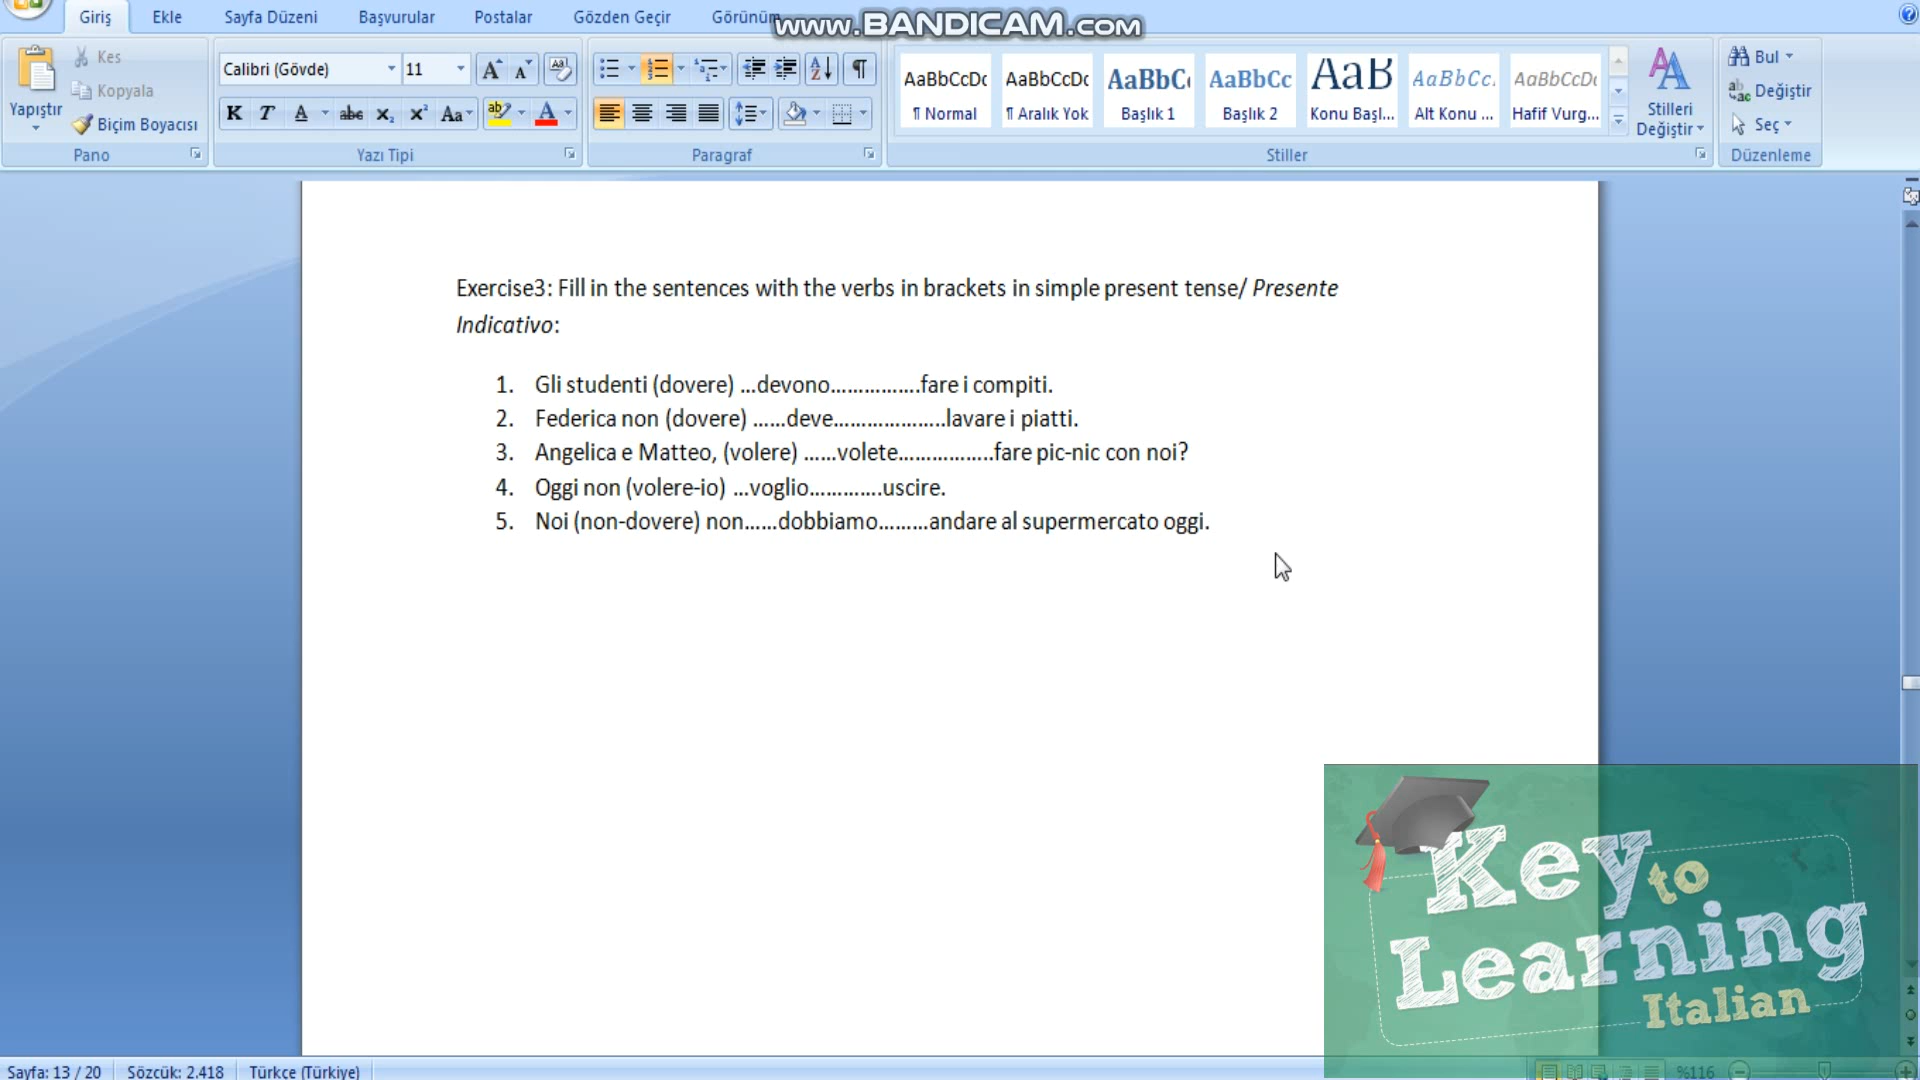 Giriş Ekle Sayfa Düzeni Başvurular Postalar Gözden Geçir Görünüm
www.BANDICAM.com
Yapıştır
Kes
Kopyala
Biçim Boyacısı
Pano
Calibri (Gövde) 11
K T A abc x₂ x² Aa ab A
Yazı Tipi
Paragraf
AaBbCcDc AaBbCcDc AaBbC AaBbCc AaB AaBbCc. AaBbCcDc
¶ Normal ¶ Aralık Yok Başlık 1 Başlık 2 Konu Başl... Alt Konu ... Hafif Vurg...
Stilleri
Değiştir
Stiller
Bul
Değiştir
Seç
Düzenleme
Exercise3: Fill in the sentences with the verbs in brackets in simple present tense/ Presente
Indicativo:
1. Gli studenti (dovere) ...devono................fare i compiti.
2. Federica non (dovere) ......deve....................lavare i piatti.
3. Angelica e Matteo, (volere) ......volete.................fare pic-nic con noi?
4. Oggi non (volere-io) ...voglio.............uscire.
5. Noi (non-dovere) non......dobbiamo.........andare al supermercato oggi.
Key to
Learning
Italian
Sayfa: 13 / 20 Sözcük: 2.418 Türkçe (Türkiye) %116